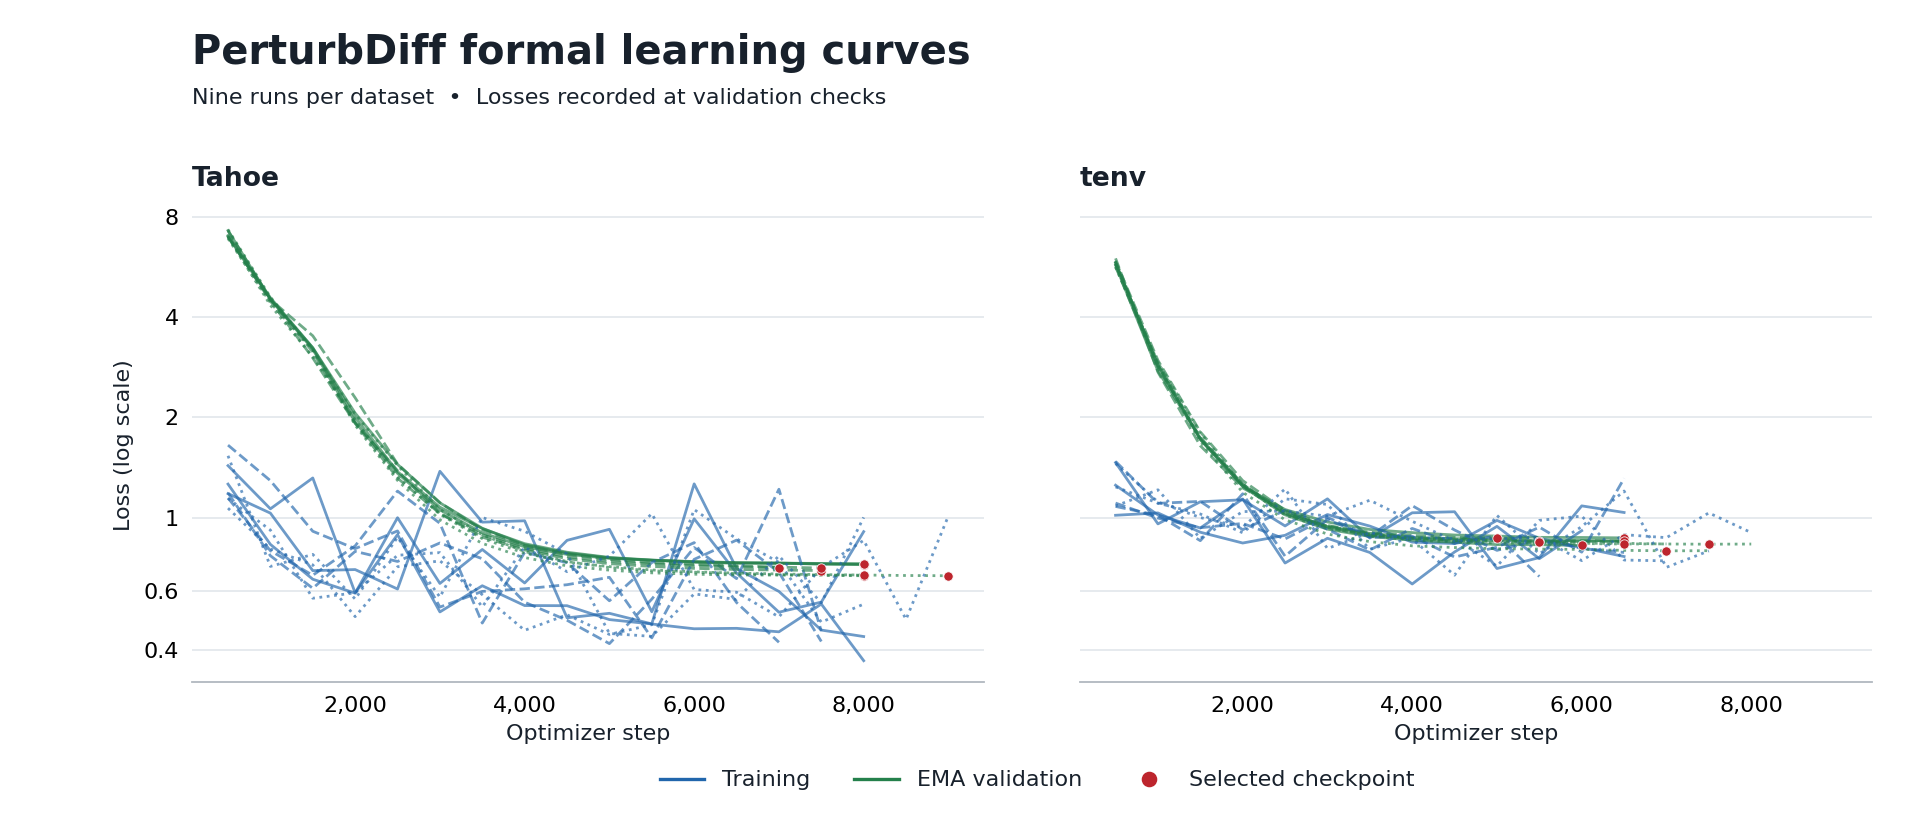 PerturbDiff formal learning curves
Nine runs per dataset • Losses recorded at validation checks
Tahoe
tenv
8
4
2
1
0.6
0.4
Loss (log scale)
2,000 4,000 6,000 8,000
2,000 4,000 6,000 8,000
Optimizer step
Optimizer step
Training
EMA validation
Selected checkpoint